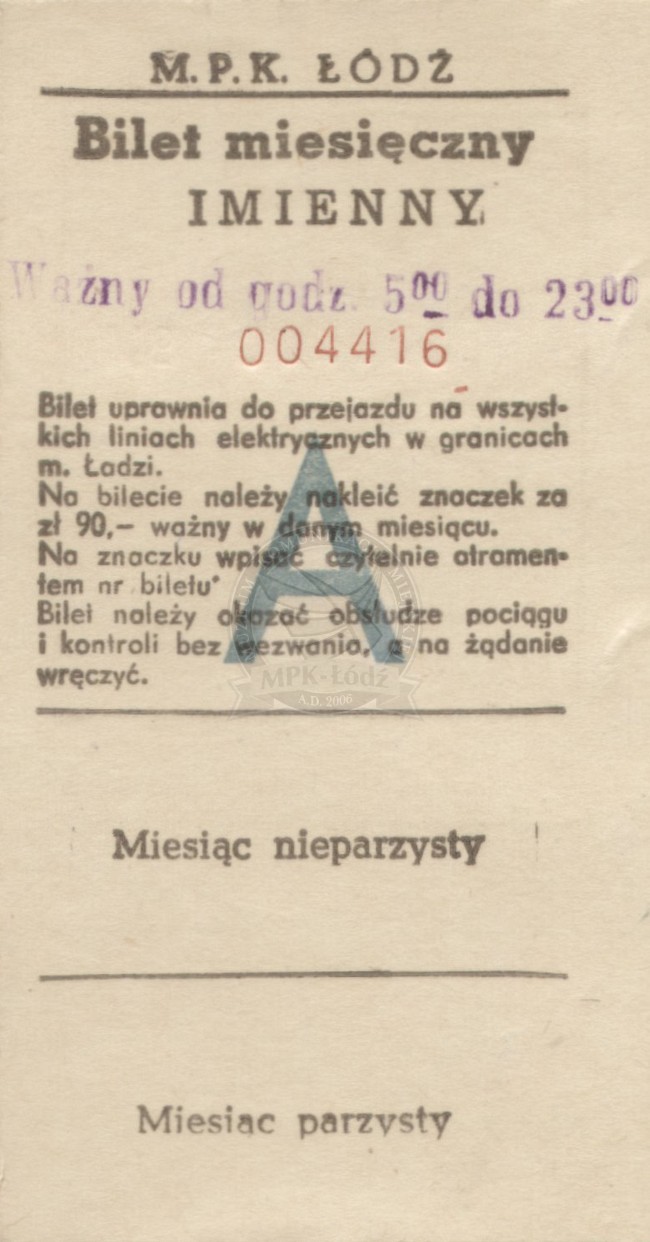 M.P.K. ŁÓDŹ
Bilet miesięczny
IMIENNY
Ważny od godz. 5⁰⁰ do 23⁰⁰
004416
Bilet uprawnia do przejazdu na wszyst-
kich liniach elektrycznych w granicach
m. Łodzi.
Na bilecie należy nakleić znaczek za
zł 90,— ważny w danym miesiącu.
Na znaczku wpisać czytelnie atramen-
tem nr biletu
Bilet należy okazać obsłudze pociągu
i kontroli bez wezwania, a na żądanie
wręczyć.
A
MPK-Łódź
A.D. 2006
Miesiąc nieparzysty
Miesiąc parzysty